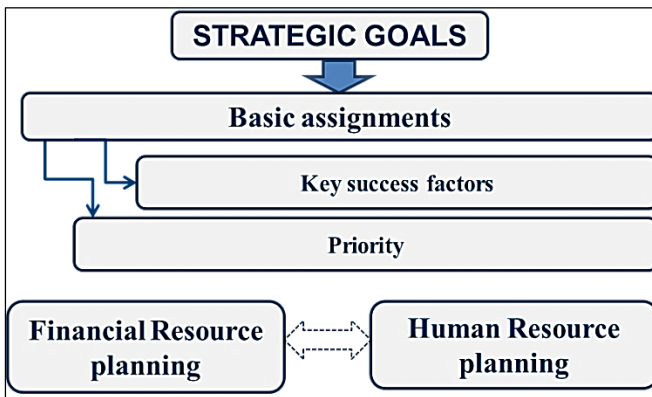 STRATEGIC GOALS
Basic assignments
Key success factors
Priority
Financial Resource
planning
Human Resource
planning